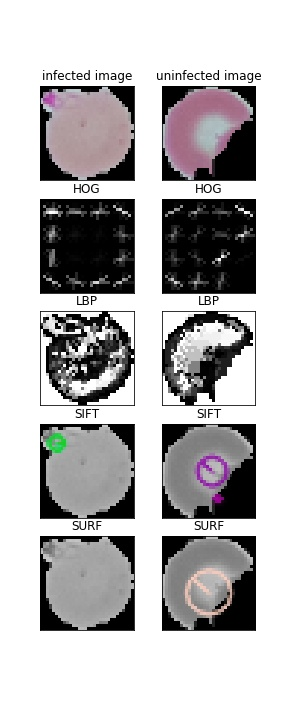 infected image uninfected image
HOG HOG
LBP LBP
SIFT SIFT
SURF SURF